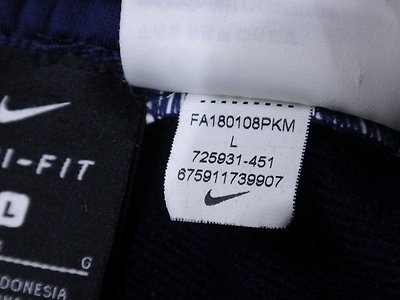 FA180108PKM
L
725931-451
675911739907
I-FIT
L
G
DONESIA